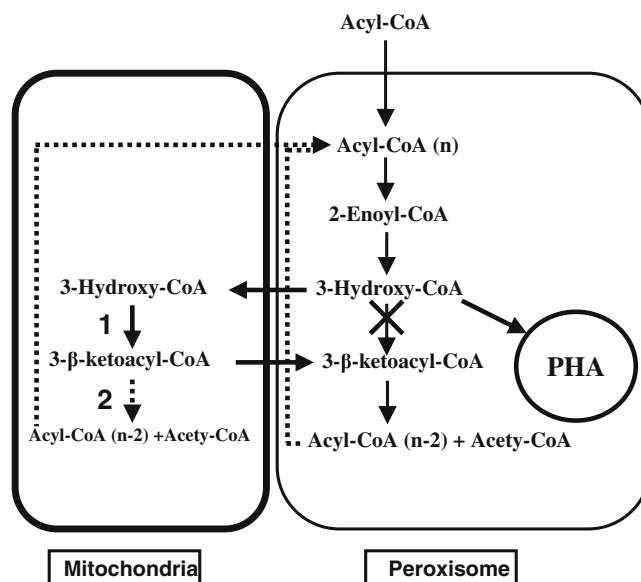 Acyl-CoA
Acyl-CoA (n)
2-Enoyl-CoA
3-Hydroxy-CoA
3-Hydroxy-CoA
1
3-β-ketoacyl-CoA
3-β-ketoacyl-CoA
PHA
2
Acyl-CoA (n-2) +Acety-CoA
Acyl-CoA (n-2) + Acety-CoA
Mitochondria
Peroxisome